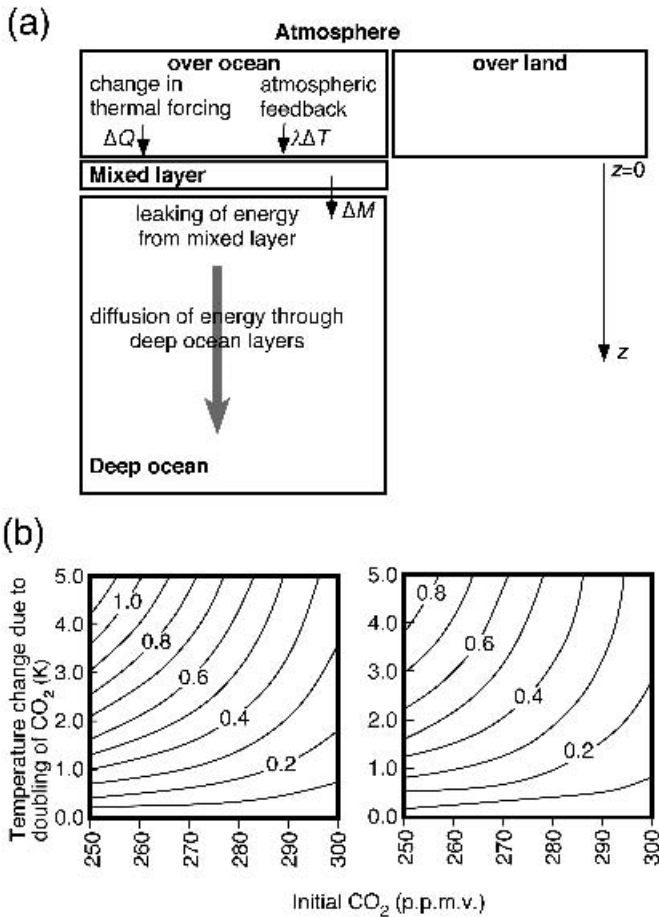 (a)
Atmosphere
over ocean
over land
change in
thermal forcing
atmospheric
feedback
ΔQ
λΔT
Mixed layer
z=0
ΔM
leaking of energy
from mixed layer
diffusion of energy through
deep ocean layers
z
Deep ocean
(b)
Temperature change due to
doubling of CO₂ (K)
5.0
4.0
3.0
2.0
1.0
0.0
1.0
0.8
0.6
0.4
0.2
250
260
270
280
290
300
5.0
4.0
3.0
2.0
1.0
0.0
0.8
0.6
0.4
0.2
250
260
270
280
290
300
Initial CO₂ (p.p.m.v.)